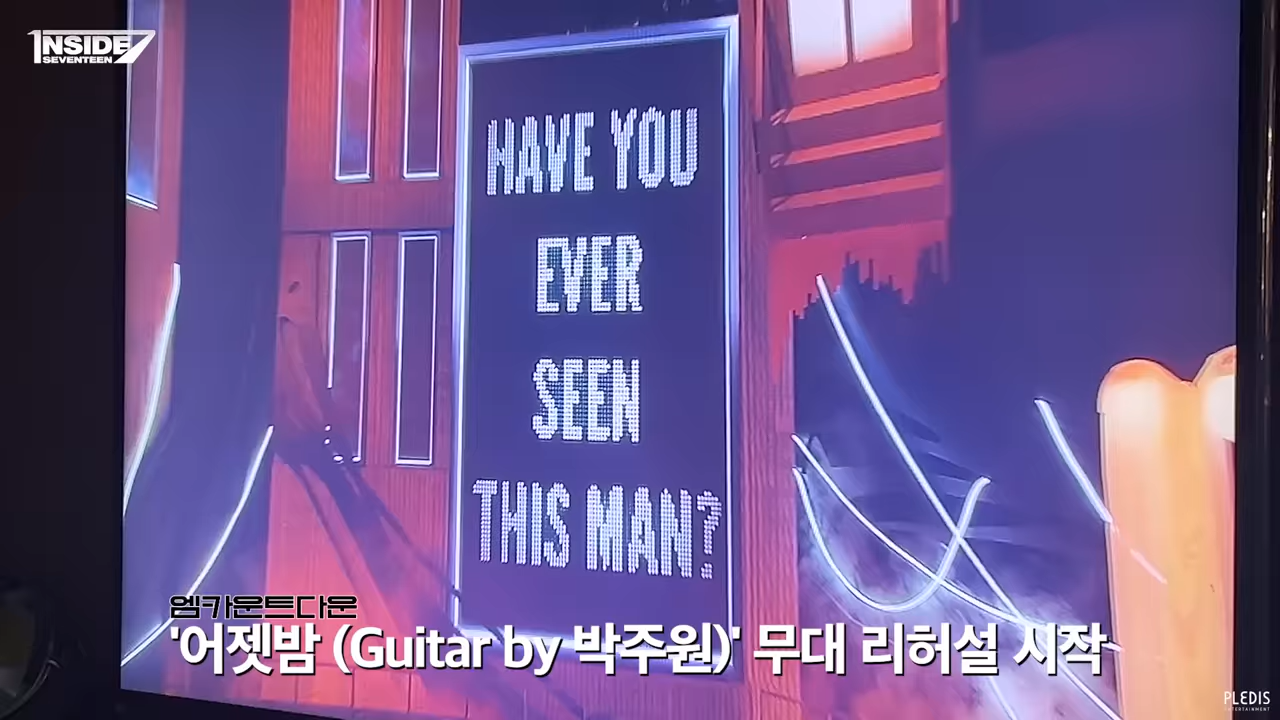 INSIDE
SEVENTEEN
HAVE YOU
EVER
SEEN
THIS MAN?
엠카운트다운
'어젯밤 (Guitar by 박주원)' 무대 리허설 시작
PLEDIS
ENTERTAINMENT